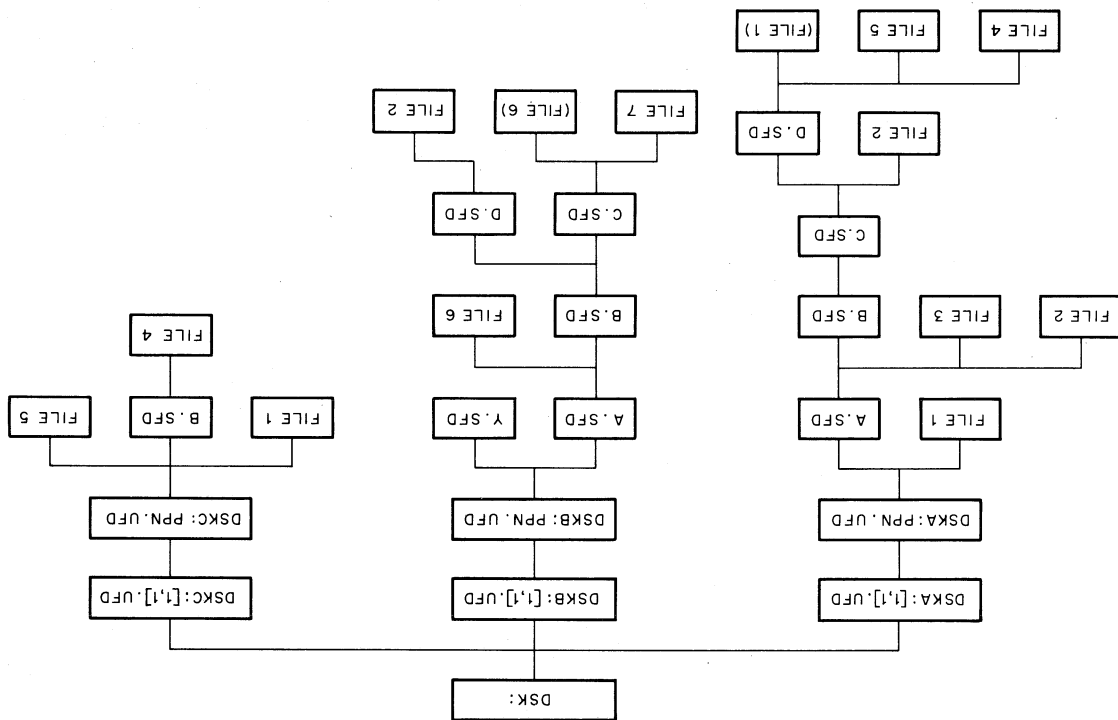 DSK:
DSKA:[1,1].UFD
DSKB:[1,1].UFD
DSKC:[1,1].UFD
DSKA:PPN.UFD
DSKB:PPN.UFD
DSKC:PPN.UFD
FILE 1
A.SFD
A.SFD
Y.SFD
FILE 1
B.SFD
FILE 5
FILE 2
FILE 3
B.SFD
B.SFD
FILE 6
FILE 4
C.SFD
C.SFD
D.SFD
FILE 2
D.SFD
FILE 7
(FILE 6)
FILE 2
FILE 4
FILE 5
(FILE 1)